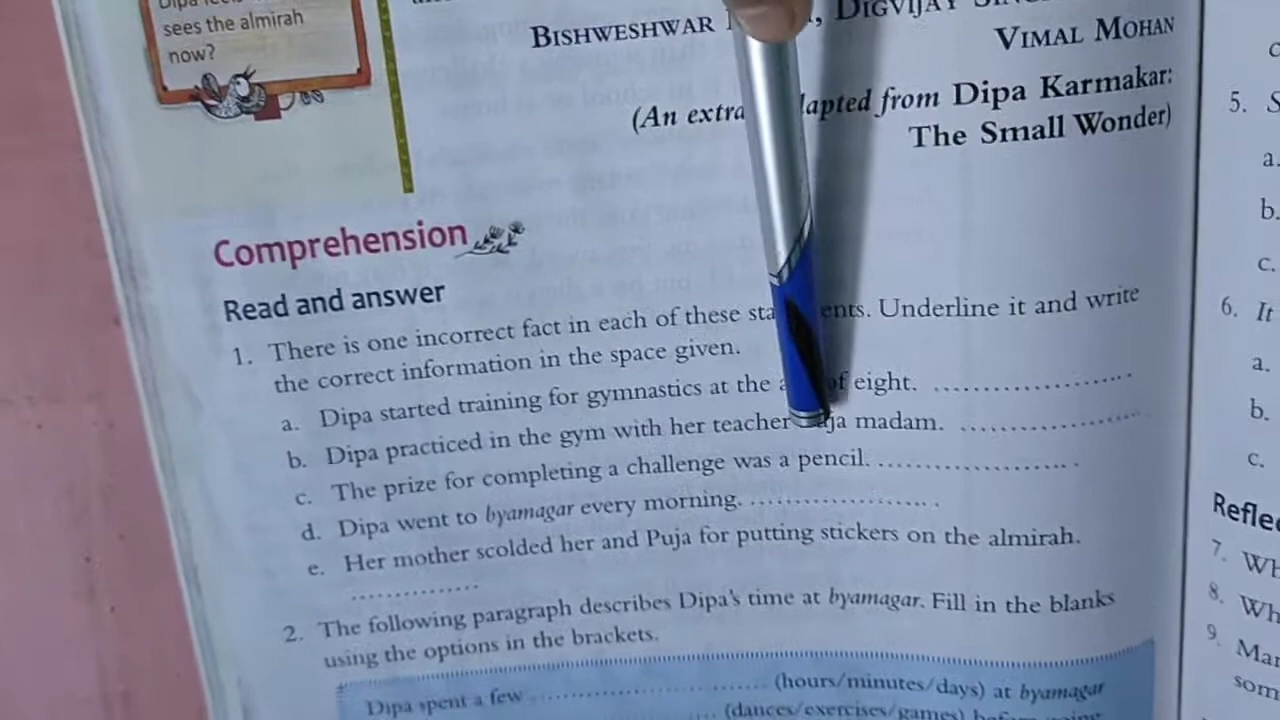 sees the almirah
now?
BISHWESHWAR
VIMAL MOHAN
(An from Dipa Karmakar:
The Small Wonder)
Comprehension
Read and answer
1. There is one incorrect fact in each of these Underline it and write
the correct information in the space given.
a. Dipa started training for gymnastics at the of eight. ....................
b. Dipa practiced in the gym with her teacher madam. ....................
c. The prize for completing a challenge was a pencil. ....................
d. Dipa went to byamagar every morning. ....................
e. Her mother scolded her and Puja for putting stickers on the almirah.
..............
2. The following paragraph describes Dipa's time at byamagar. Fill in the blanks
using the options in the brackets.
Dipa spent a few .................... (hours/minutes/days) at byamagar
(dances/exercises/games)
5. S
a.
b.
c.
6. It
a.
b.
c.
7.
8.
9.